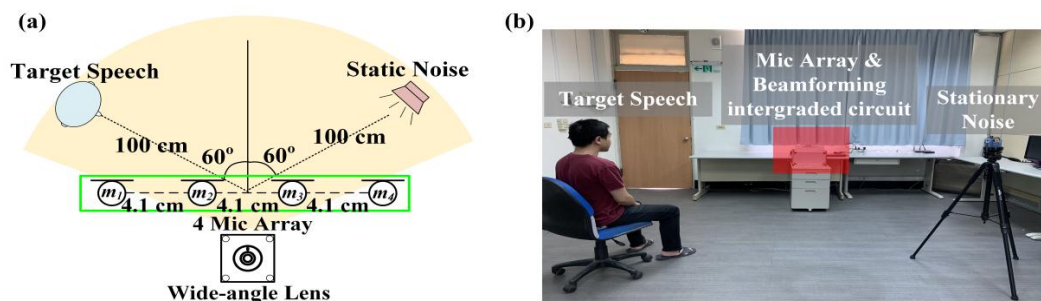 (a)
Target Speech
Static Noise
100 cm
100 cm
60°
60°
m1
m2
m3
m4
4.1 cm
4.1 cm
4.1 cm
4 Mic Array
Wide-angle Lens
(b)
Target Speech
Mic Array &
Beamforming
intergraded circuit
Stationary
Noise